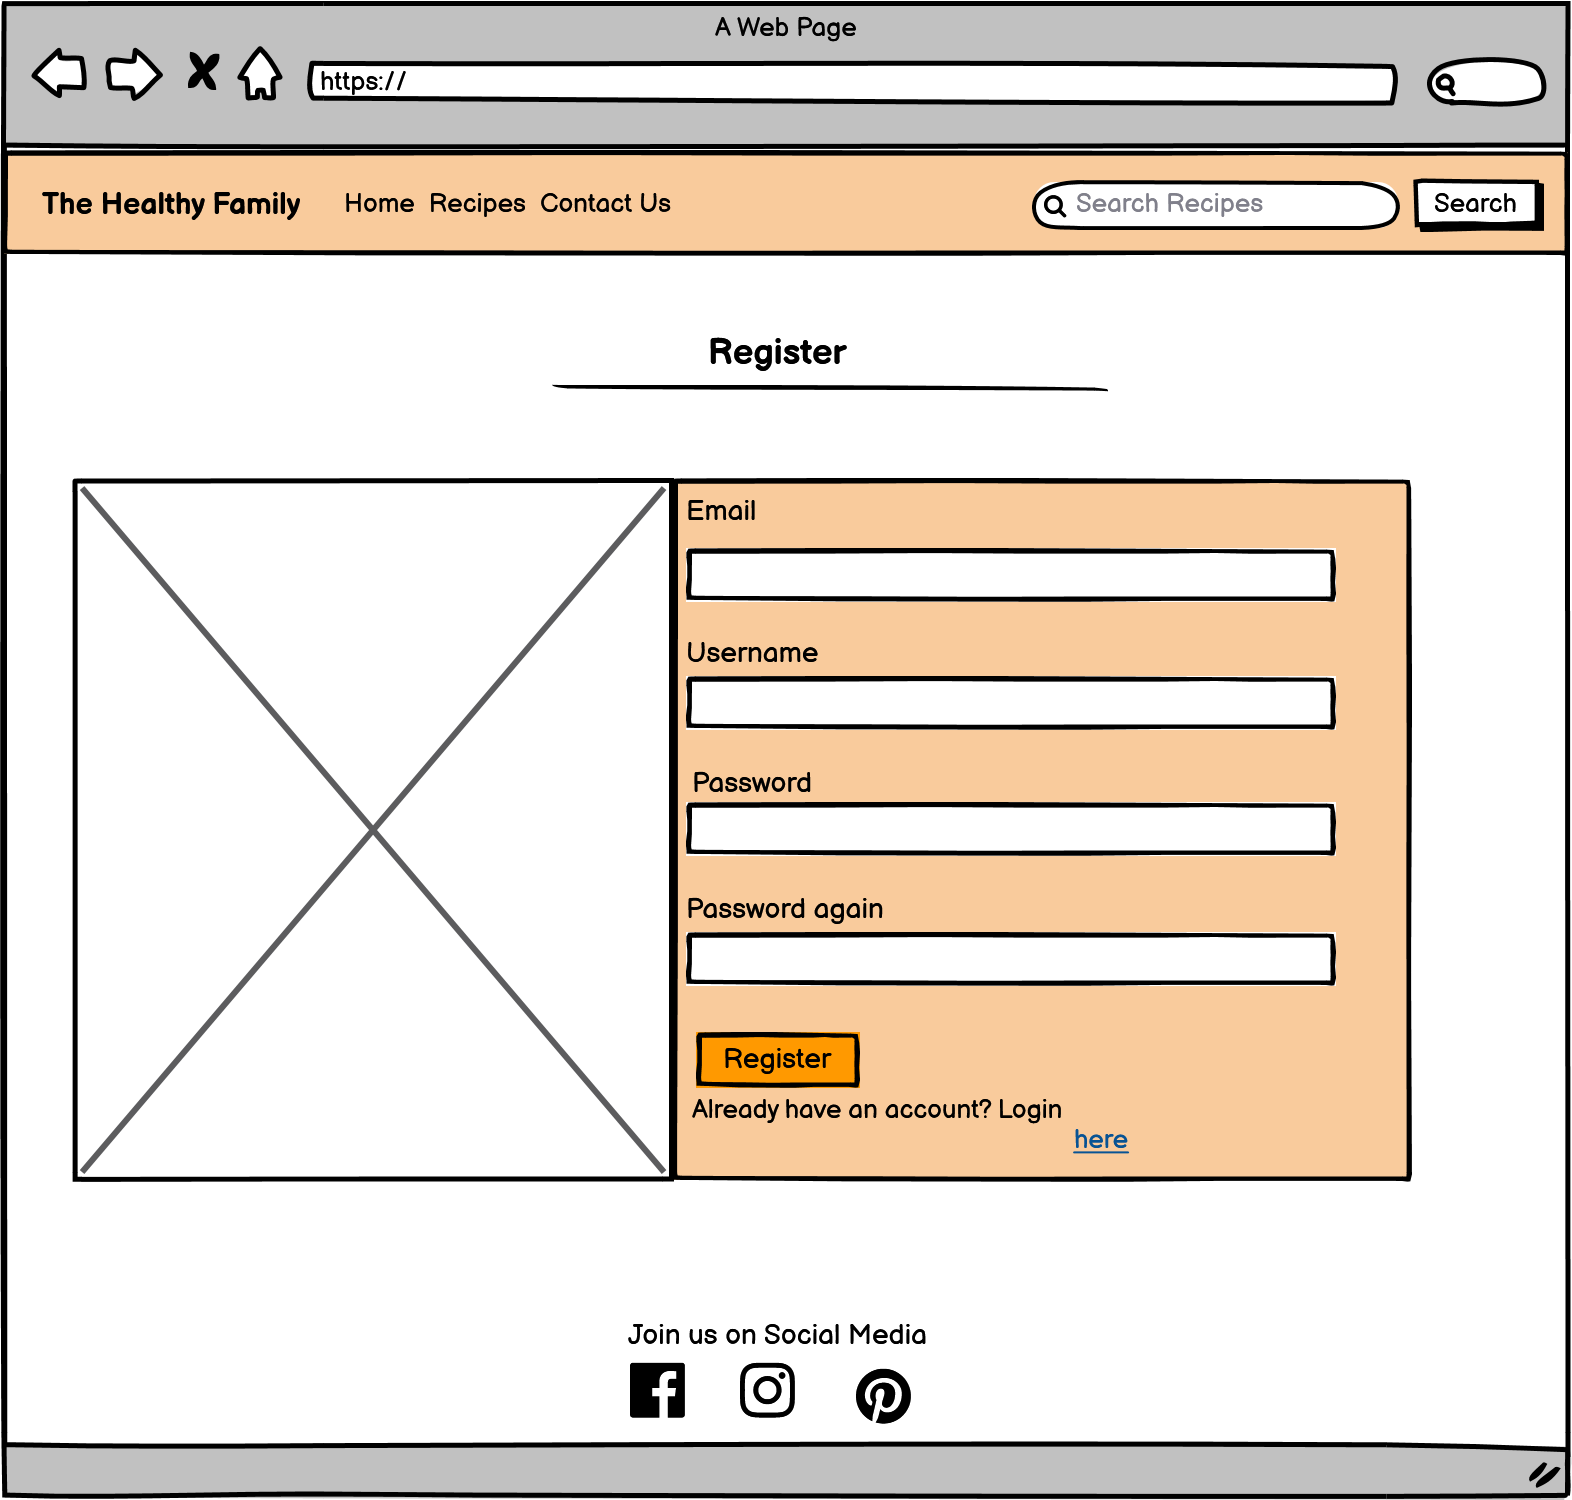 A Web Page
https://
The Healthy Family Home Recipes Contact Us Search Recipes Search
Register
Email
Username
Password
Password again
Register
Already have an account? Login
here
Join us on Social Media